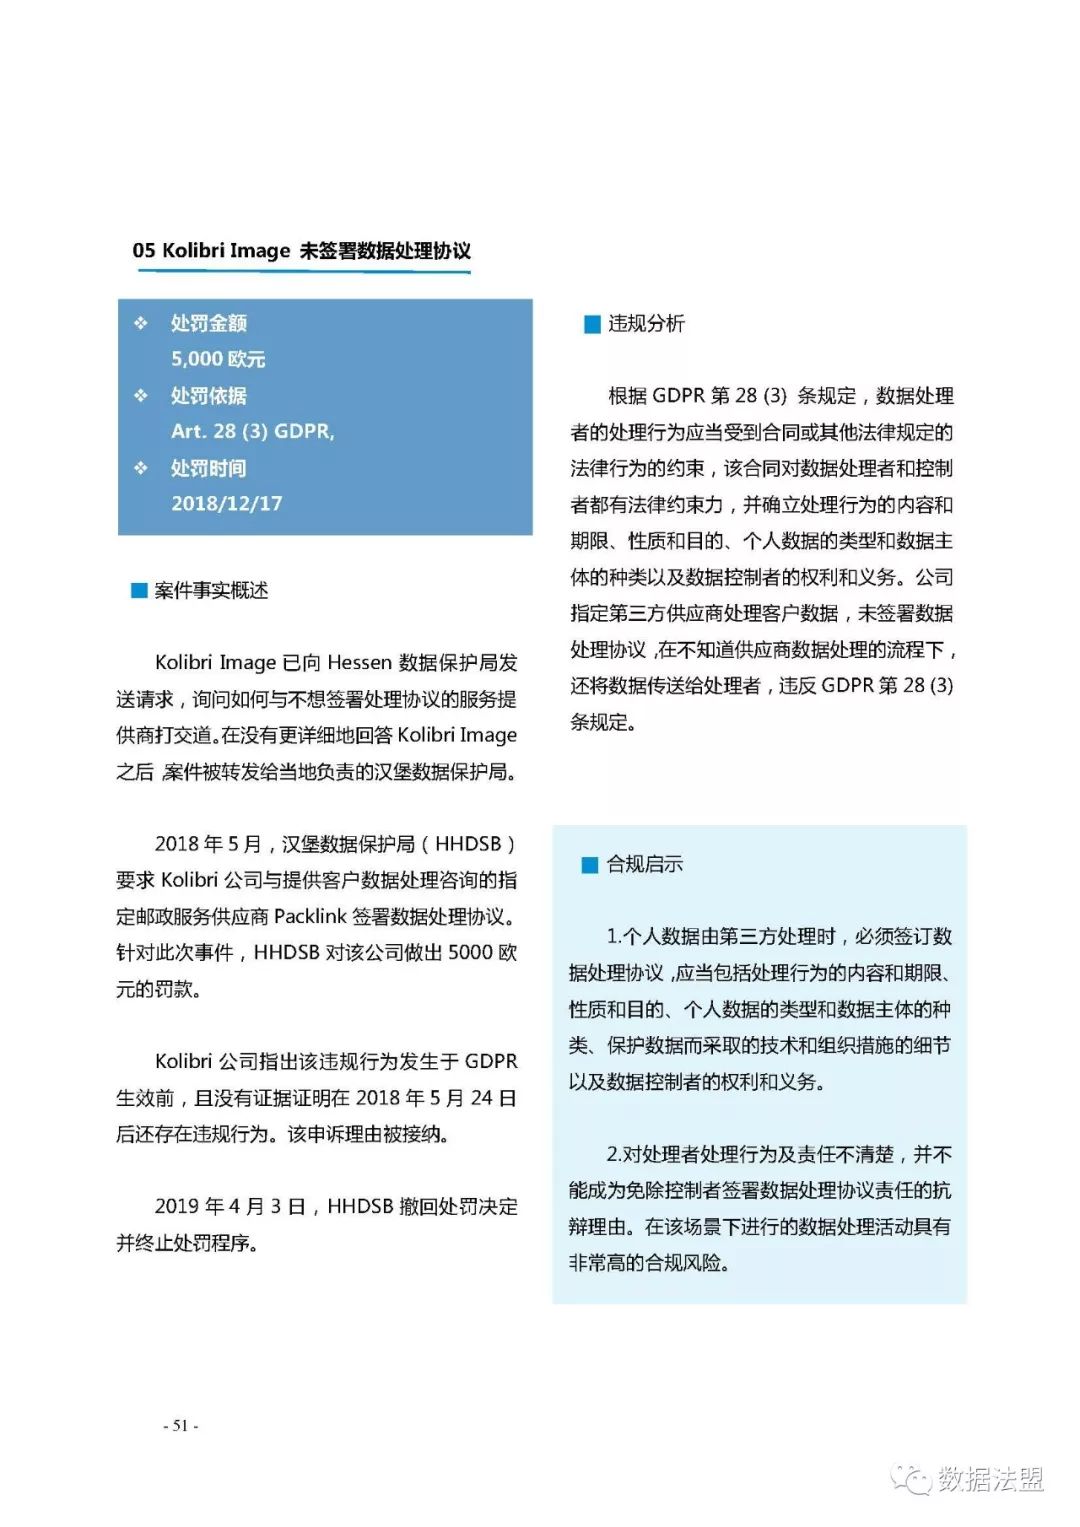 05 Kolibri Image 未签署数据处理协议
❖ 处罚金额
5,000 欧元
❖ 处罚依据
Art. 28 (3) GDPR,
❖ 处罚时间
2018/12/17
■ 案件事实概述
Kolibri Image 已向 Hessen 数据保护局发
送请求，询问如何与不想签署处理协议的服务提
供商打交道。在没有更详细地回答 Kolibri Image
之后，案件被转发给当地负责的汉堡数据保护局。
2018 年 5 月，汉堡数据保护局（HHDSB）
要求 Kolibri 公司与提供客户数据处理咨询的指
定邮政服务供应商 Packlink 签署数据处理协议。
针对此次事件，HHDSB 对该公司做出 5000 欧
元的罚款。
Kolibri 公司指出该违规行为发生于 GDPR
生效前，且没有证据证明在 2018 年 5 月 24 日
后还存在违规行为。该申诉理由被接纳。
2019 年 4 月 3 日，HHDSB 撤回处罚决定
并终止处罚程序。
■ 违规分析
根据 GDPR 第 28 (3) 条规定，数据处理
者的处理行为应当受到合同或其他法律规定的
法律行为的约束，该合同对数据处理者和控制
者都有法律约束力，并确立处理行为的内容和
期限、性质和目的、个人数据的类型和数据主
体的种类以及数据控制者的权利和义务。公司
指定第三方供应商处理客户数据，未签署数据
处理协议，在不知道供应商数据处理的流程下，
还将数据传送给处理者，违反 GDPR 第 28 (3)
条规定。
■ 合规启示
1.个人数据由第三方处理时，必须签订数
据处理协议，应当包括处理行为的内容和期限、
性质和目的、个人数据的类型和数据主体的种
类、保护数据而采取的技术和组织措施的细节
以及数据控制者的权利和义务。
2.对处理者处理行为及责任不清楚，并不
能成为免除控制者签署数据处理协议责任的抗
辩理由。在该场景下进行的数据处理活动具有
非常高的合规风险。
- 51 -
数据法盟